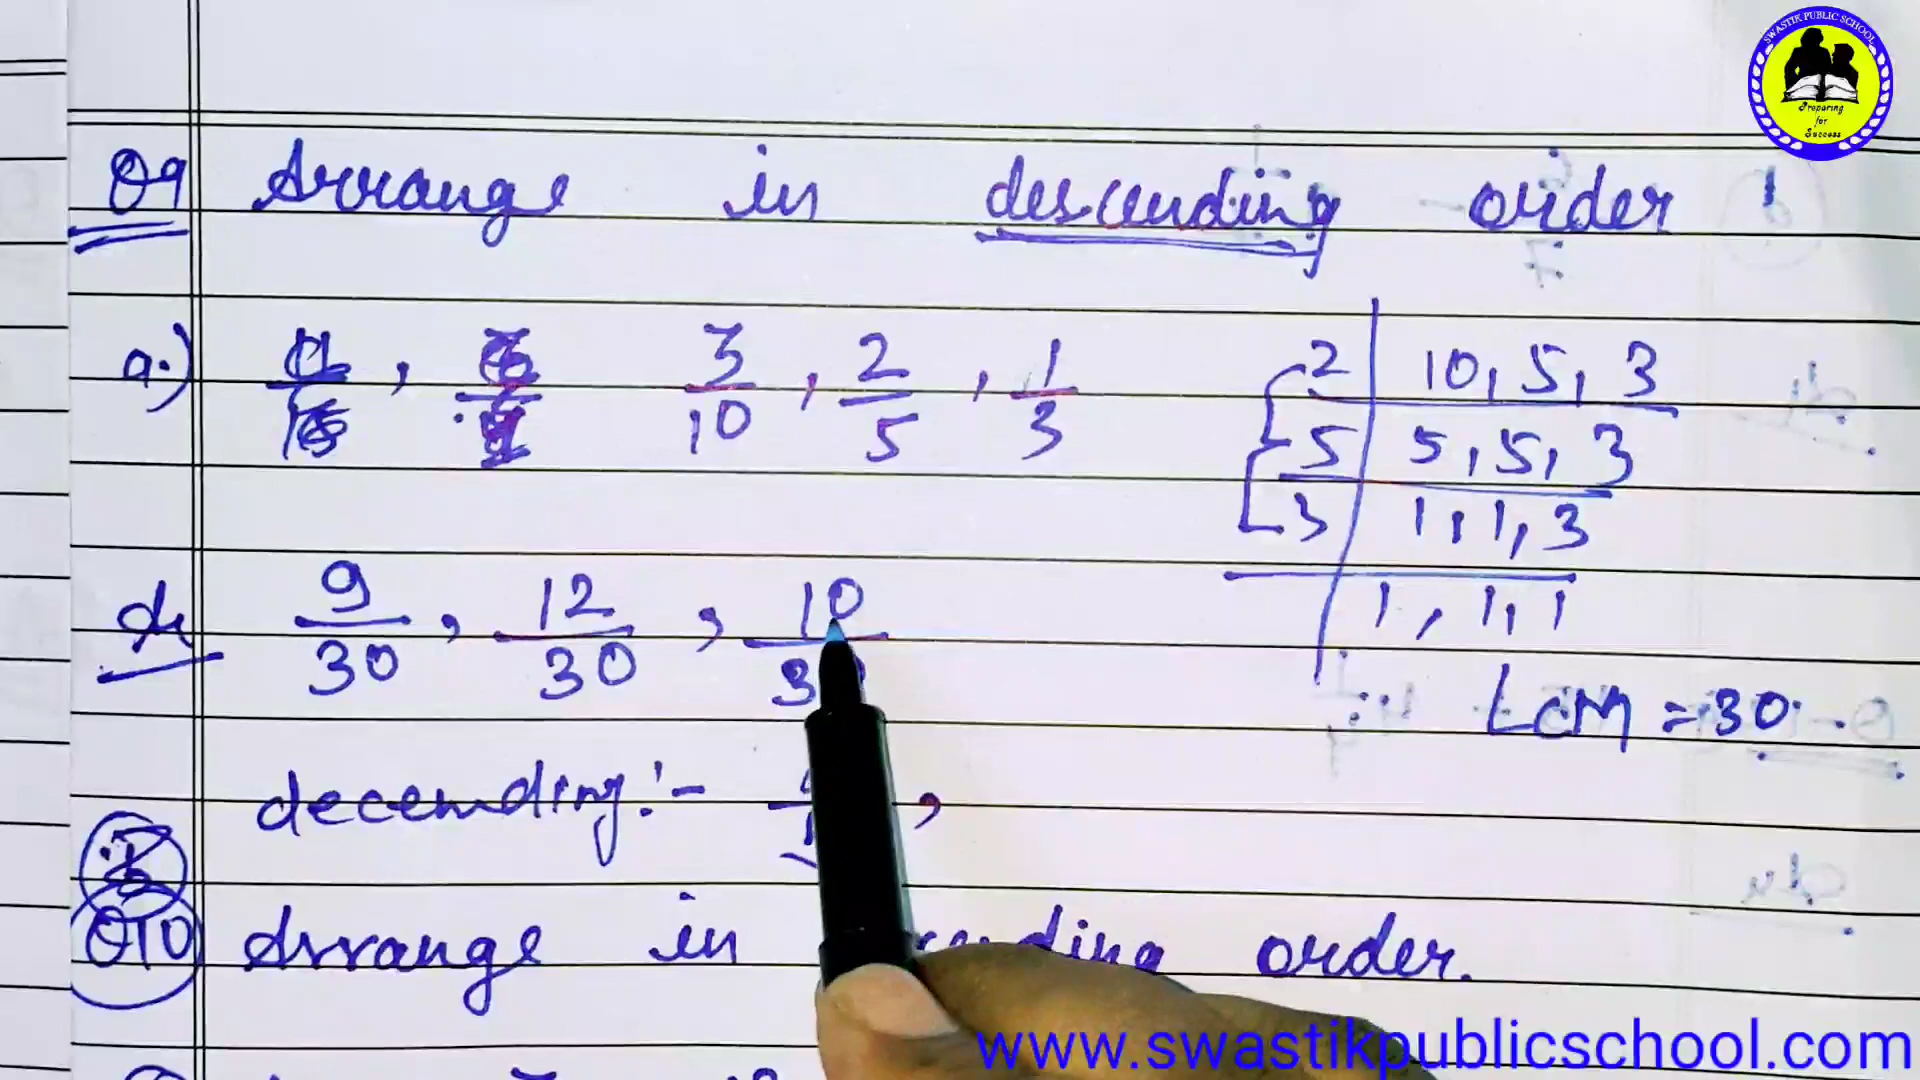 SWASTIK PUBLIC SCHOOL
Preparing
for
Success
Q9 Arrange in descending order
a.) 3/10, 2/5, 1/3
2 | 10, 5, 3
5 | 5, 5, 3
3 | 1, 1, 3
1, 1, 1
LCM = 30.
9/30, 12/30, 10/30
decending:-
Q10 Arrange in order.
www.swastikpublicschool.com